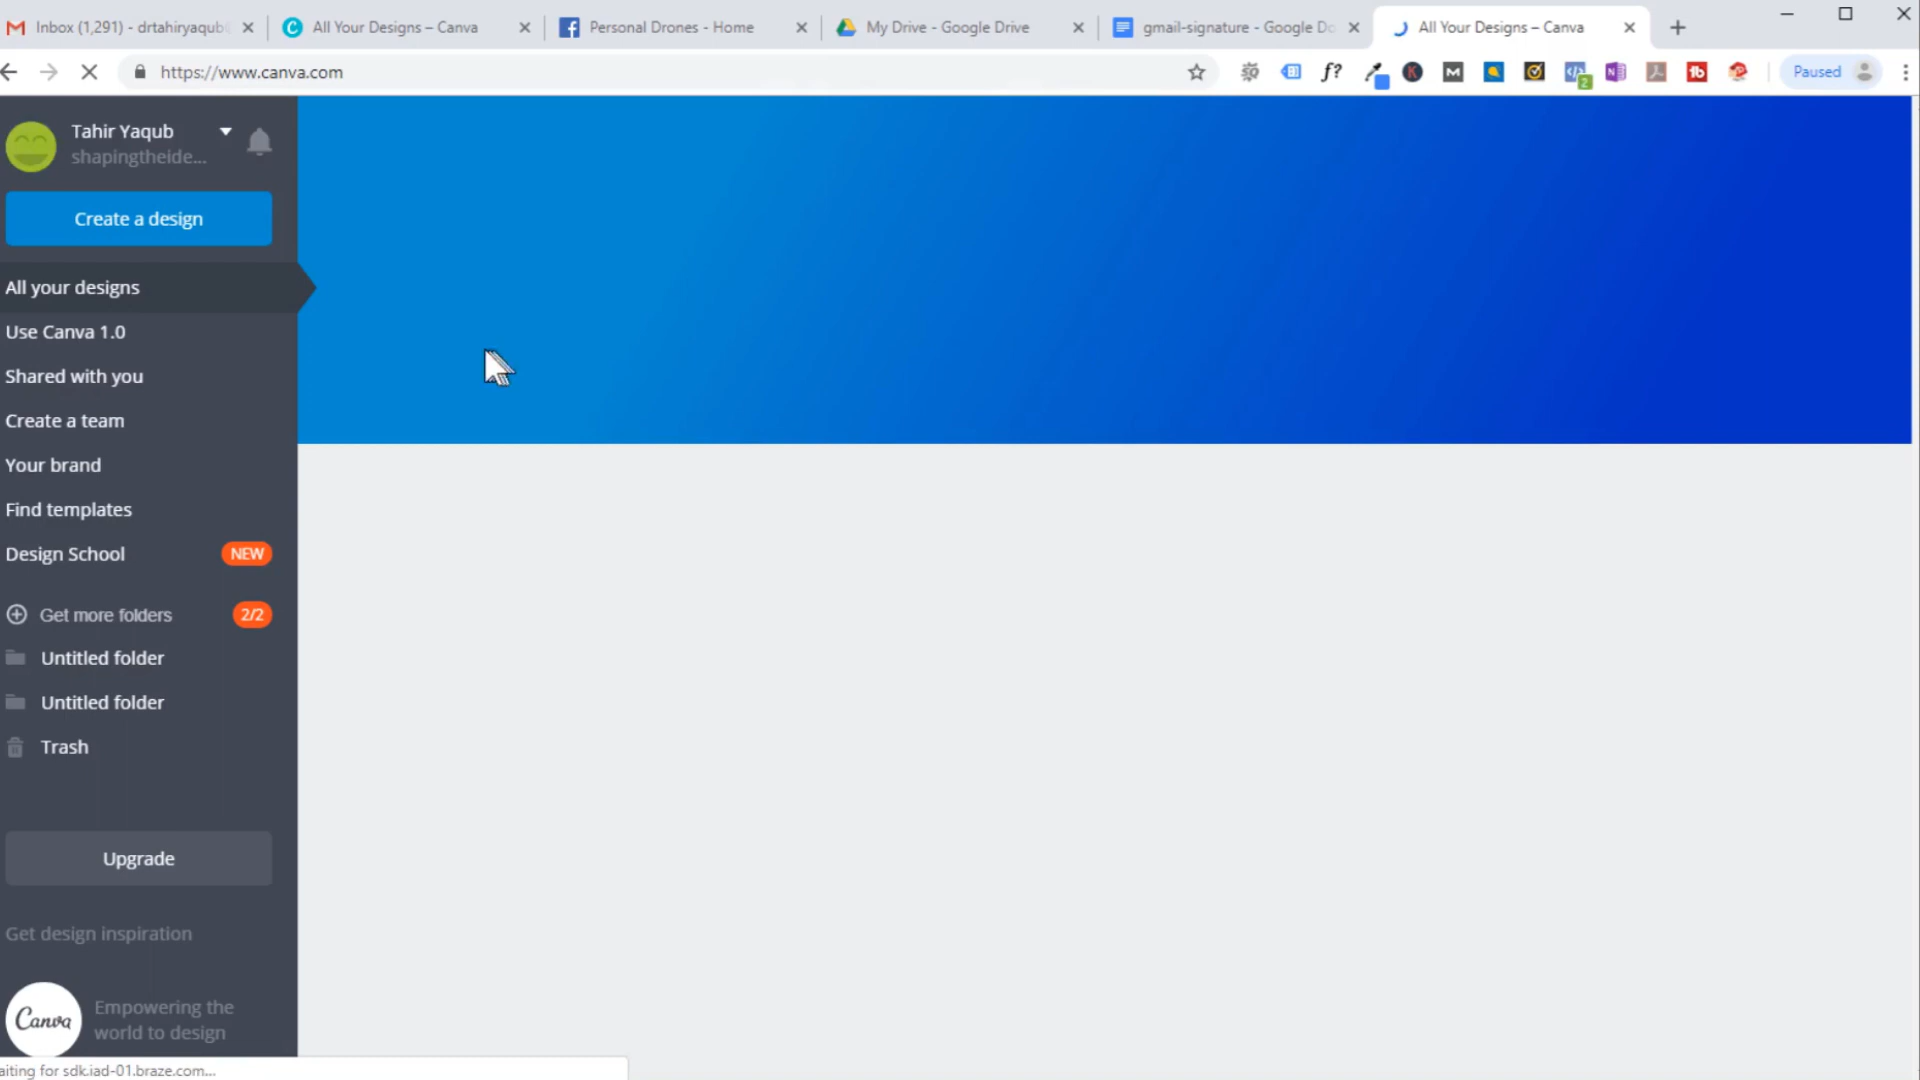 Inbox (1,291) - drtahiryaqub
All Your Designs – Canva
Personal Drones - Home
My Drive - Google Drive
gmail-signature - Google Do
All Your Designs – Canva
https://www.canva.com
Paused
Tahir Yaqub
shapingtheide...
Create a design
All your designs
Use Canva 1.0
Shared with you
Create a team
Your brand
Find templates
Design School
NEW
Get more folders
2/2
Untitled folder
Untitled folder
Trash
Upgrade
Get design inspiration
Canva
Empowering the
world to design
aiting for sdk.iad-01.braze.com...